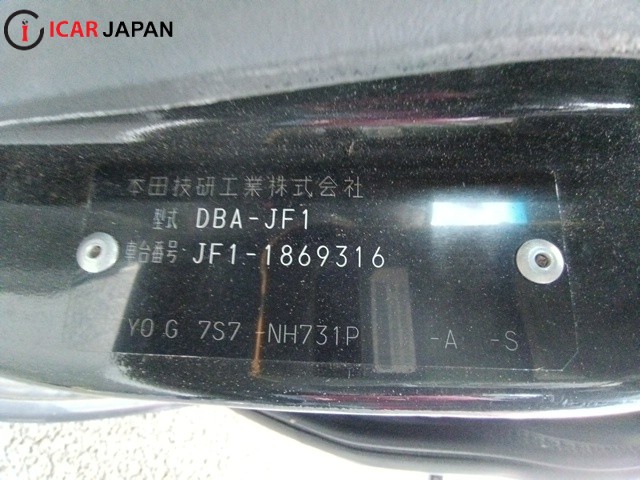 ICAR JAPAN
本田技研工業株式会社
型式 DBA-JF1
車台番号 JF1-1869316
YO G 7S7 -NH731P -A -S